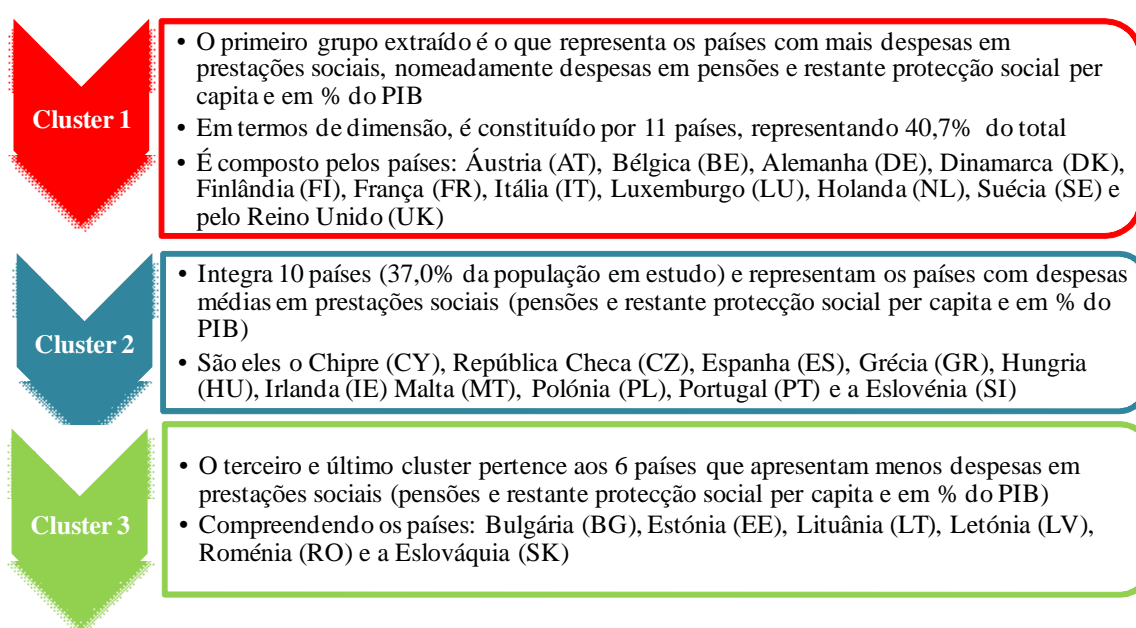 Cluster 1
• O primeiro grupo extraído é o que representa os países com mais despesas em
prestações sociais, nomeadamente despesas em pensões e restante protecção social per
capita e em % do PIB
• Em termos de dimensão, é constituído por 11 países, representando 40,7% do total
• É composto pelos países: Áustria (AT), Bélgica (BE), Alemanha (DE), Dinamarca (DK),
Finlândia (FI), França (FR), Itália (IT), Luxemburgo (LU), Holanda (NL), Suécia (SE) e
pelo Reino Unido (UK)
Cluster 2
• Integra 10 países (37,0% da população em estudo) e representam os países com despesas
médias em prestações sociais (pensões e restante protecção social per capita e em % do
PIB)
• São eles o Chipre (CY), República Checa (CZ), Espanha (ES), Grécia (GR), Hungria
(HU), Irlanda (IE) Malta (MT), Polónia (PL), Portugal (PT) e a Eslovénia (SI)
Cluster 3
• O terceiro e último cluster pertence aos 6 países que apresentam menos despesas em
prestações sociais (pensões e restante protecção social per capita e em % do PIB)
• Compreendendo os países: Bulgária (BG), Estónia (EE), Lituânia (LT), Letónia (LV),
Roménia (RO) e a Eslováquia (SK)